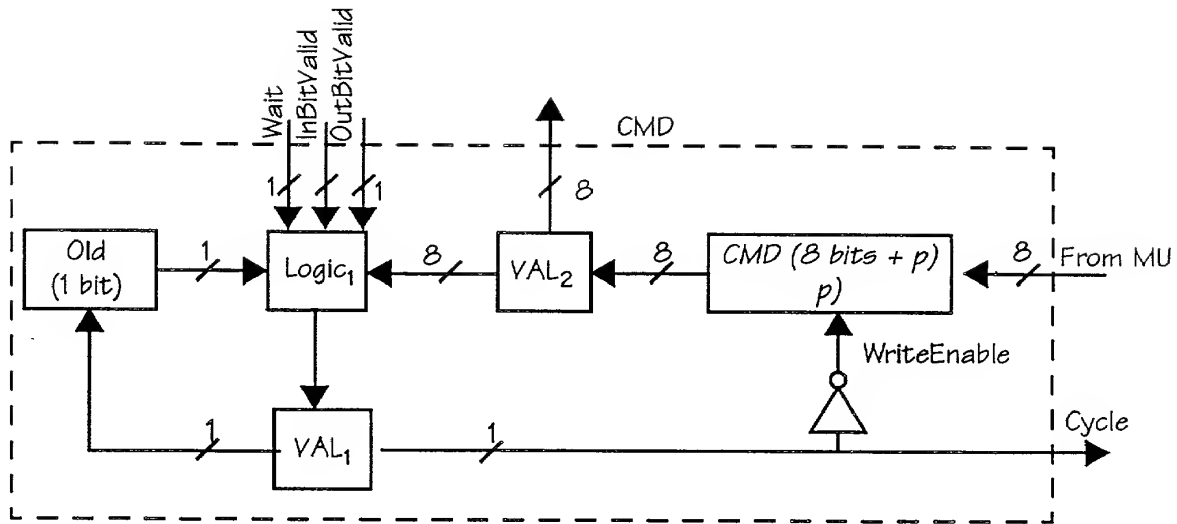 Wait
InBitValid
OutBitValid
CMD
1
1
8
Old
(1 bit)
1
Logic1
8
VAL2
8
CMD (8 bits + p)
p)
8
From MU
WriteEnable
1
VAL1
1
Cycle